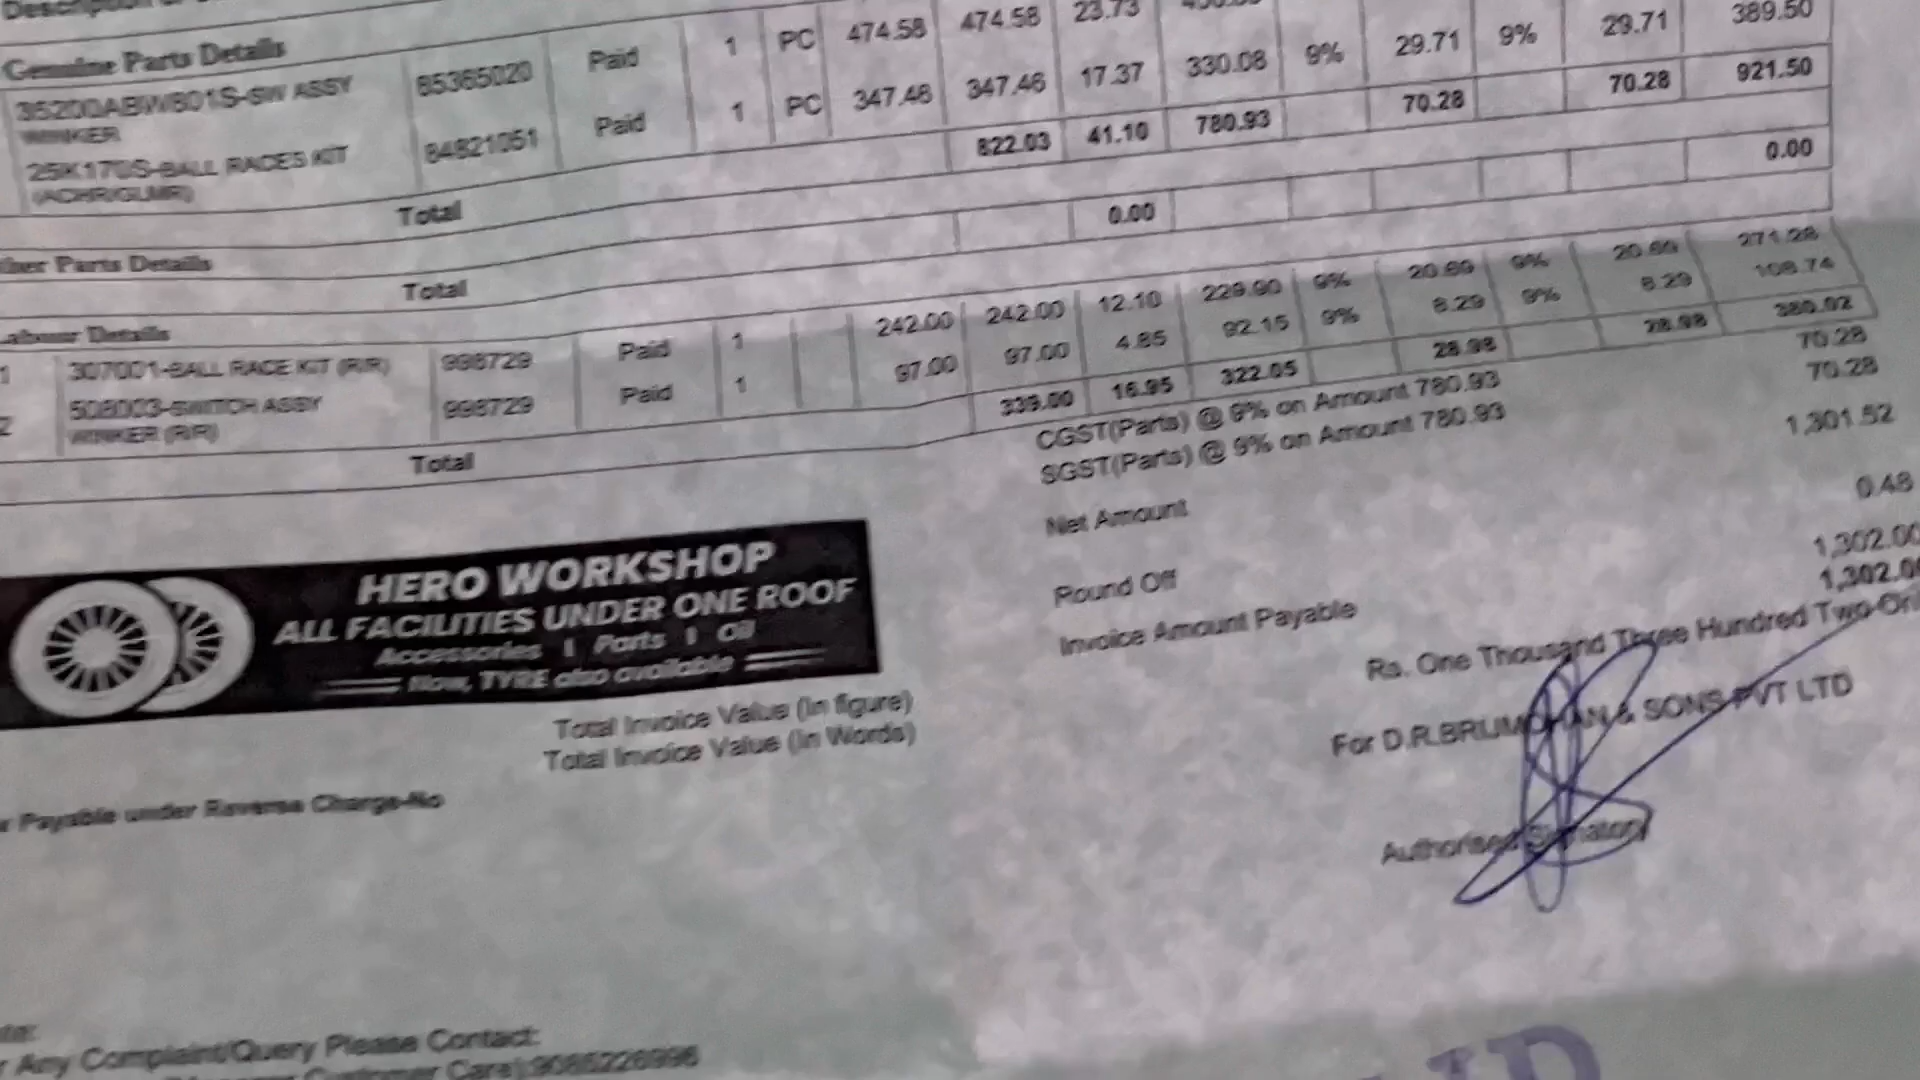 Genuine Parts Details
35200ABW801S-SW ASSY WINKER 85365020 Paid 1 PC 474.58 474.58 23.73
25K170S-BALL RACES KIT (ACHR/GLMR) 84821051 Paid 1 PC 347.46 347.46 17.37 330.08 9% 29.71 9% 29.71 389.50
Total 822.03 41.10 780.93 70.28 70.28 921.50
Parts Details
Total 0.00 0.00
Details
1 307001-BALL RACE KIT (R/R) 998729 Paid 1 242.00 242.00 12.10 229.90 9% 20.69 9% 20.69 271.28
2 508003-SWITCH ASSY WINKER (R/R) 998729 Paid 1 97.00 97.00 4.85 92.15 9% 8.29 9% 8.29 108.74
Total 339.00 16.95 322.05 28.98 28.98 380.02
CGST(Parts) @ 9% on Amount 780.93 70.28
SGST(Parts) @ 9% on Amount 780.93 70.28
Net Amount 1,301.52
Round Off 0.48
Invoice Amount Payable 1,302.00
HERO WORKSHOP
ALL FACILITIES UNDER ONE ROOF
Accessories | Parts | Oil
Now, TYRE also available
Total Invoice Value (In figure) 1,302.00
Total Invoice Value (In Words) Rs. One Thousand Three Hundred Two
For D.R.BRIJMOHAN & SONS PVT LTD
Payable under Reverse Charge-No
Authorised Signatory
Any Complaint/Query Please Contact:
Customer Care):9085226996